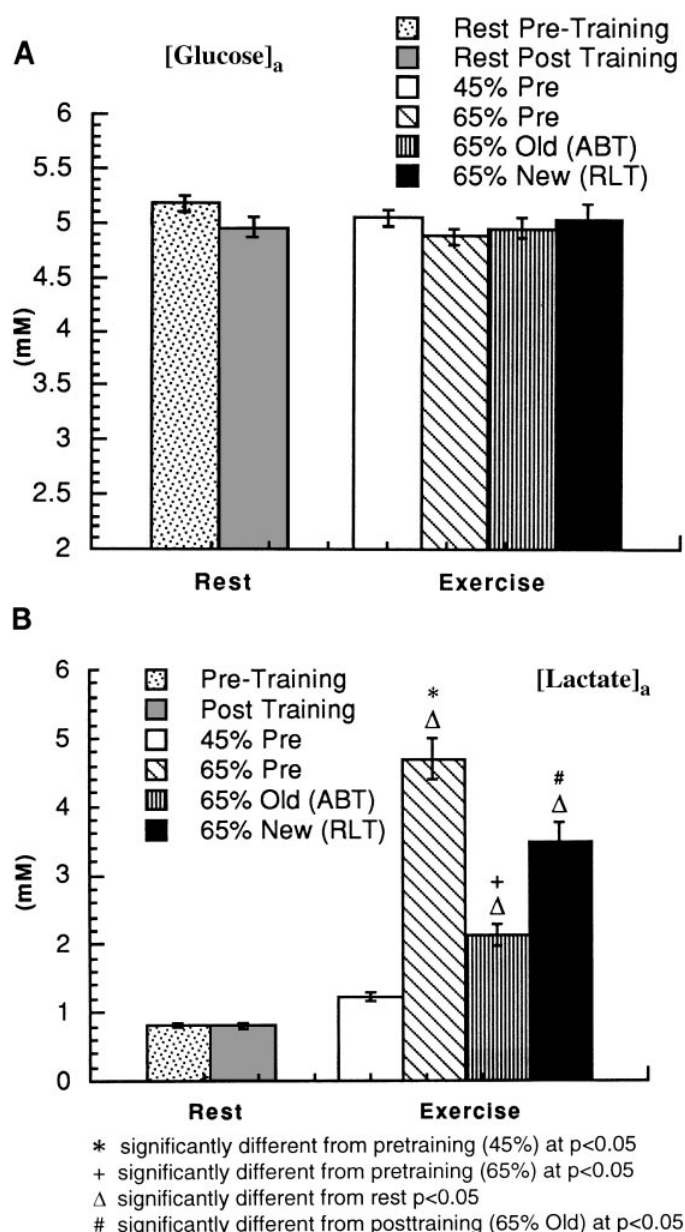 A
[Glucose]a
Rest Pre-Training
Rest Post Training
45% Pre
65% Pre
65% Old (ABT)
65% New (RLT)
6
5.5
5
4.5
4
3.5
3
2.5
2
(mM)
Rest
Exercise
B
[Lactate]a
Pre-Training
Post Training
45% Pre
65% Pre
65% Old (ABT)
65% New (RLT)
6
5
4
3
2
1
0
(mM)
*
Δ
+
Δ
#
Δ
Rest
Exercise
* significantly different from pretraining (45%) at p<0.05
+ significantly different from pretraining (65%) at p<0.05
Δ significantly different from rest p<0.05
# significantly different from posttraining (65% Old) at p<0.05